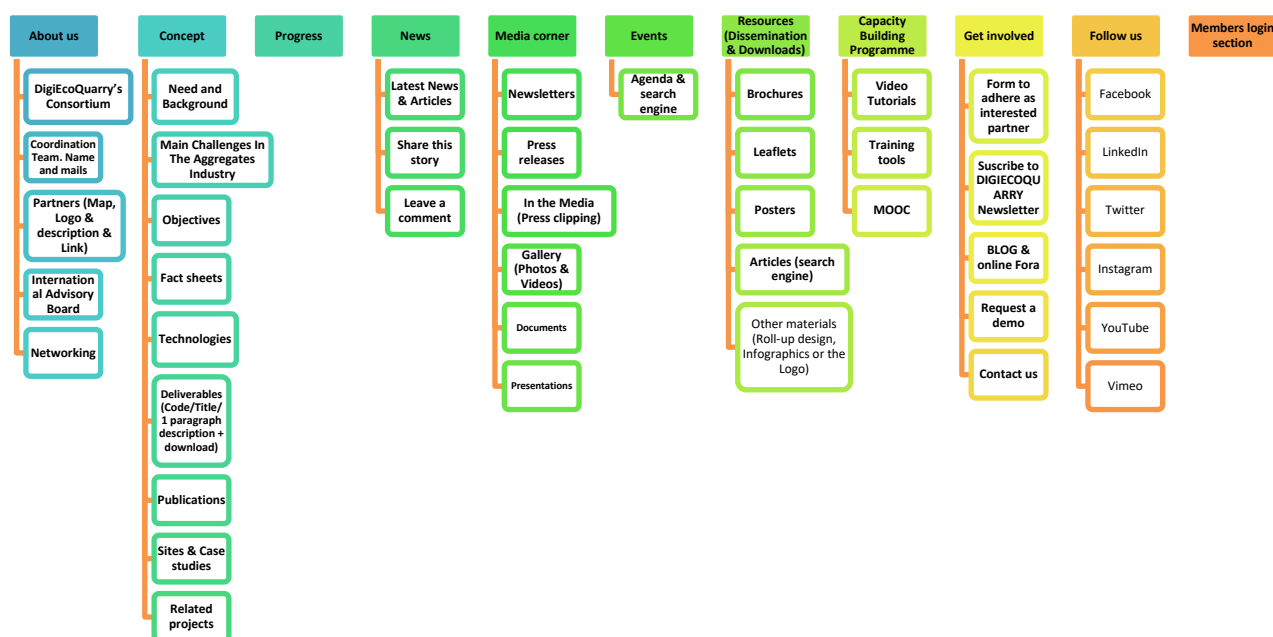 About us
Concept
Progress
News
Media corner
Events
Resources
(Dissemination
& Downloads)
Capacity
Building
Programme
Get involved
Follow us
Members login
section
DigiEcoQuarry's
Consortium
Coordination
Team. Name
and mails
Partners (Map,
Logo &
description &
Link)
Internation
al Advisory
Board
Networking
Need and
Background
Main Challenges In
The Aggregates
Industry
Objectives
Fact sheets
Technologies
Deliverables
(Code/Title/
1 paragraph
description +
download)
Publications
Sites & Case
studies
Related
projects
Latest News
& Articles
Share this
story
Leave a
comment
Newsletters
Press
releases
In the Media
(Press clipping)
Gallery
(Photos &
Videos)
Documents
Presentations
Agenda &
search
engine
Brochures
Leaflets
Posters
Articles (search
engine)
Other materials
(Roll-up design,
Infographics or the
Logo)
Video
Tutorials
Training
tools
MOOC
Form to
adhere as
interested
partner
Suscribe to
DIGIECOQU
ARRY
Newsletter
BLOG &
online Fora
Request a
demo
Contact us
Facebook
LinkedIn
Twitter
Instagram
YouTube
Vimeo